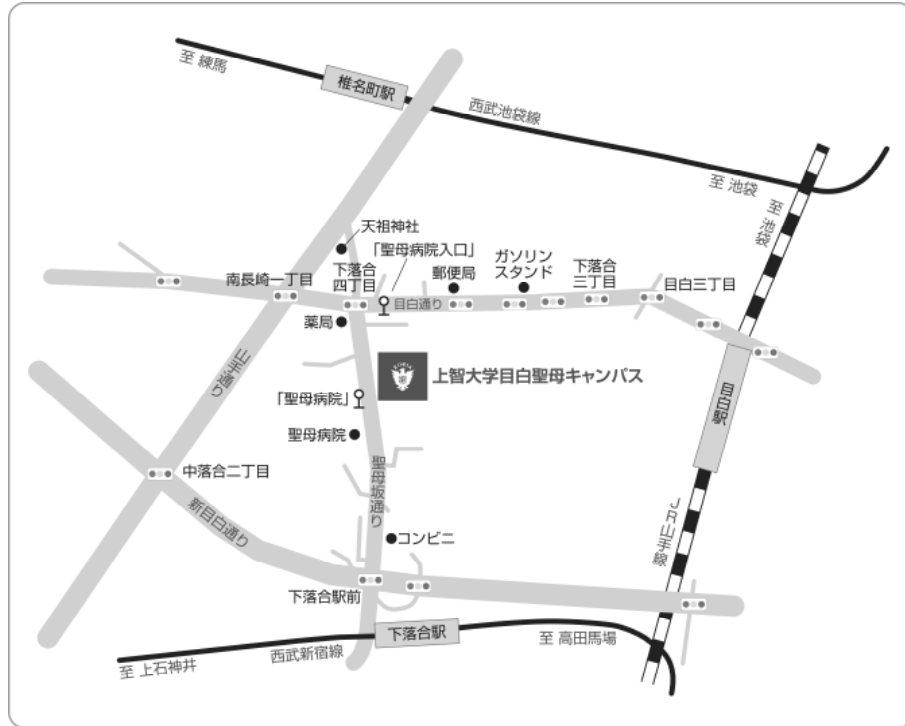 至 練馬
椎名町駅
西武池袋線
至 池袋
至 池袋
天祖神社
「聖母病院入口」
南長崎一丁目
下落合
四丁目
郵便局
ガソリン
スタンド
下落合
三丁目
目白三丁目
目白通り
薬局
山手通り
上智大学目白聖母キャンパス
目白駅
「聖母病院」
聖母病院
中落合二丁目
聖母坂通り
新目白通り
JR山手線
コンビニ
下落合駅前
下落合駅
至 高田馬場
西武新宿線
至 上石神井